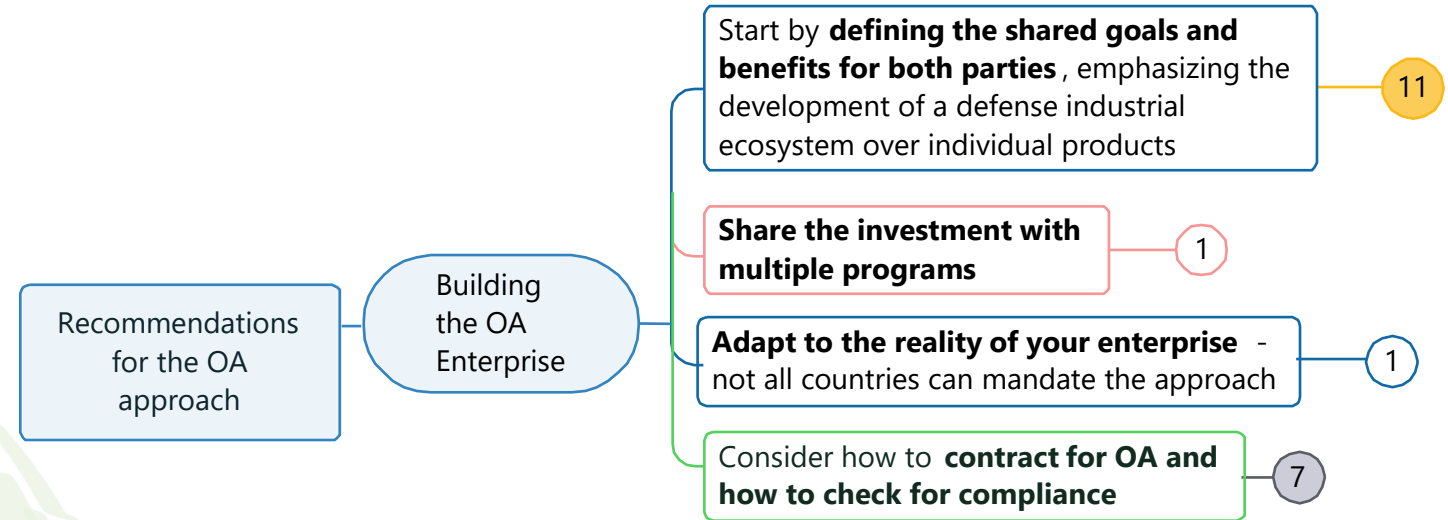 Recommendations
for the OA
approach
Building
the OA
Enterprise
Start by defining the shared goals and
benefits for both parties , emphasizing the
development of a defense industrial
ecosystem over individual products
11
Share the investment with
multiple programs
1
Adapt to the reality of your enterprise -
not all countries can mandate the approach
1
Consider how to contract for OA and
how to check for compliance
7